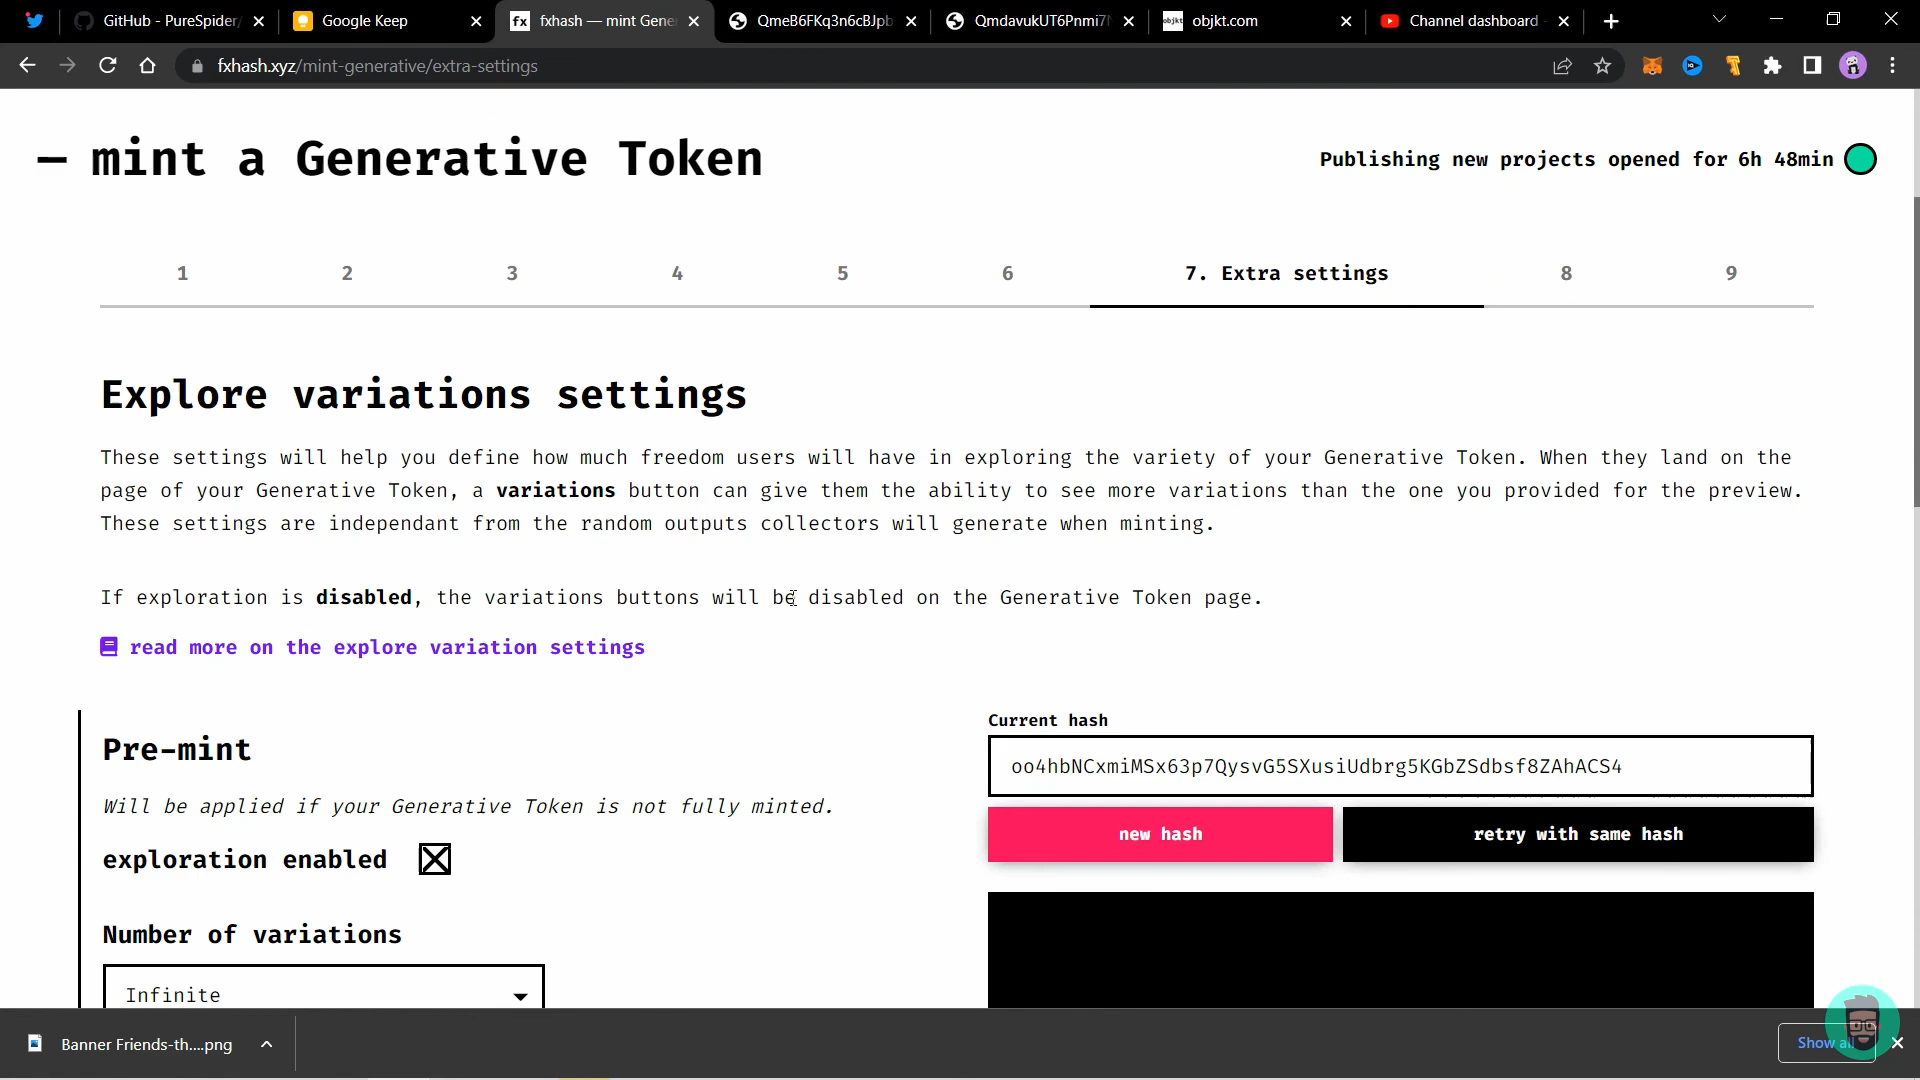 GitHub - PureSpider/
Google Keep
fx
fxhash — mint Gene
QmeB6FKq3n6cBJpb
QmdavukUT6Pnmi7
objkt
objkt.com
Channel dashboard
fxhash.xyz/mint-generative/extra-settings
— mint a Generative Token
Publishing new projects opened for 6h 48min
1
2
3
4
5
6
7. Extra settings
8
9
Explore variations settings
These settings will help you define how much freedom users will have in exploring the variety of your Generative Token. When they land on the
page of your Generative Token, a variations button can give them the ability to see more variations than the one you provided for the preview.
These settings are independant from the random outputs collectors will generate when minting.
If exploration is disabled, the variations buttons will be disabled on the Generative Token page.
read more on the explore variation settings
Pre-mint
Will be applied if your Generative Token is not fully minted.
exploration enabled
Number of variations
Infinite
Current hash
oo4hbNCxmiMSx63p7QysvG5SXusiUdbrg5KGbZSdbsf8ZAhACS4
new hash
retry with same hash
Banner Friends-th....png
Show all